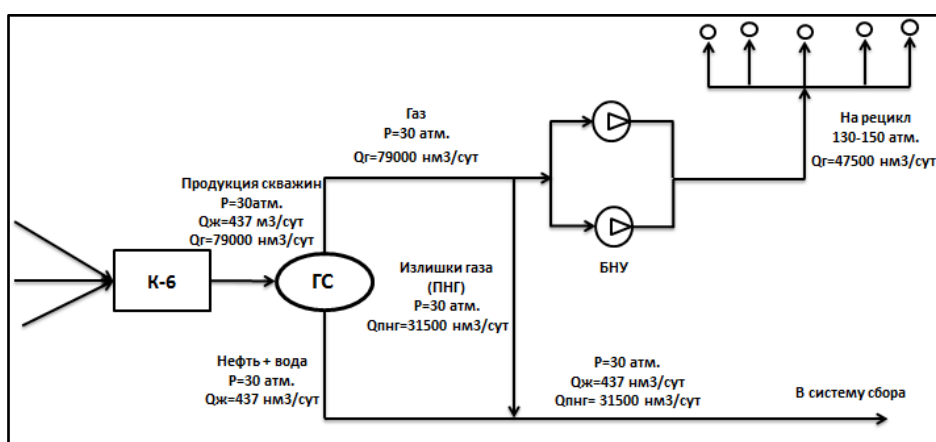 На рецикл
130-150 атм.
Qг=47500 нм3/сут
Газ
Р=30 атм.
Qг=79000 нм3/сут
Продукция скважин
Р=30атм.
Qж=437 м3/сут
Qг=79000 нм3/сут
К-6
ГС
БНУ
Излишки газа
(ПНГ)
Р=30 атм.
Qпнг=31500 нм3/сут
Нефть + вода
Р=30 атм.
Qж=437 нм3/сут
Р=30 атм.
Qж=437 нм3/сут
Qпнг= 31500 нм3/сут
В систему сбора